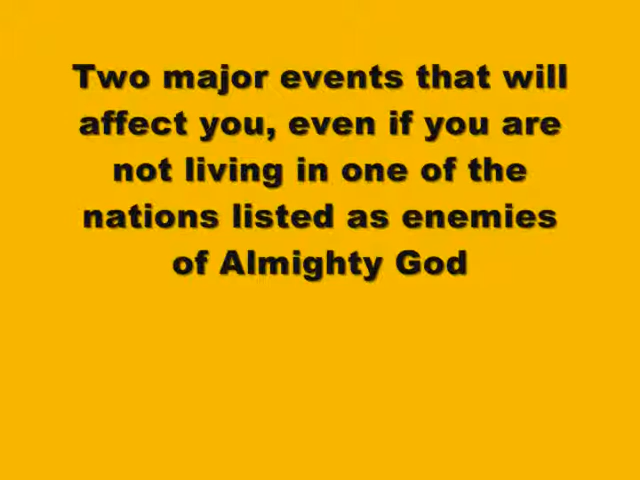 Two major events that will
affect you, even if you are
not living in one of the
nations listed as enemies
of Almighty God